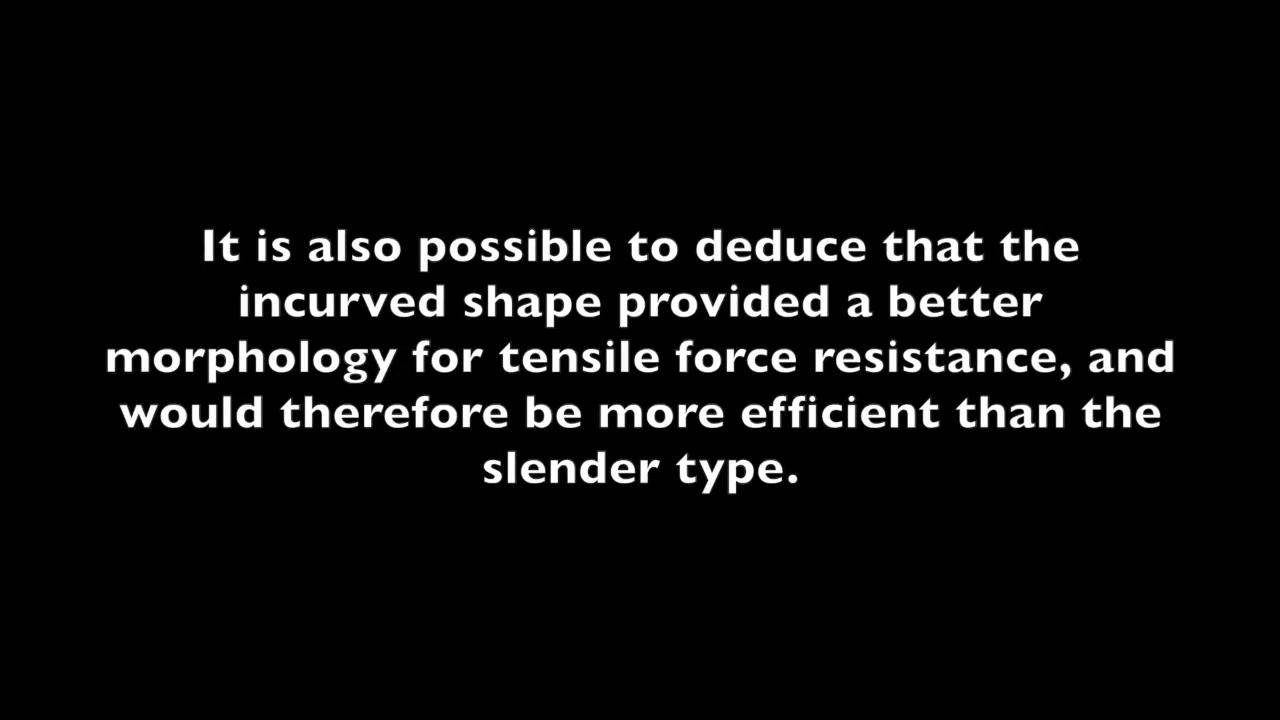 It is also possible to deduce that the
incurved shape provided a better
morphology for tensile force resistance, and
would therefore be more efficient than the
slender type.